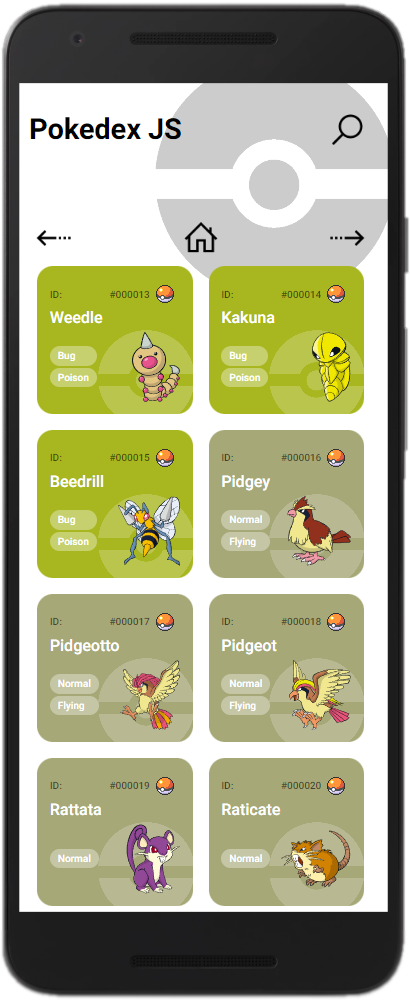 Pokedex JS
ID: #000013
Weedle
Bug
Poison
ID: #000014
Kakuna
Bug
Poison
ID: #000015
Beedrill
Bug
Poison
ID: #000016
Pidgey
Normal
Flying
ID: #000017
Pidgeotto
Normal
Flying
ID: #000018
Pidgeot
Normal
Flying
ID: #000019
Rattata
Normal
ID: #000020
Raticate
Normal